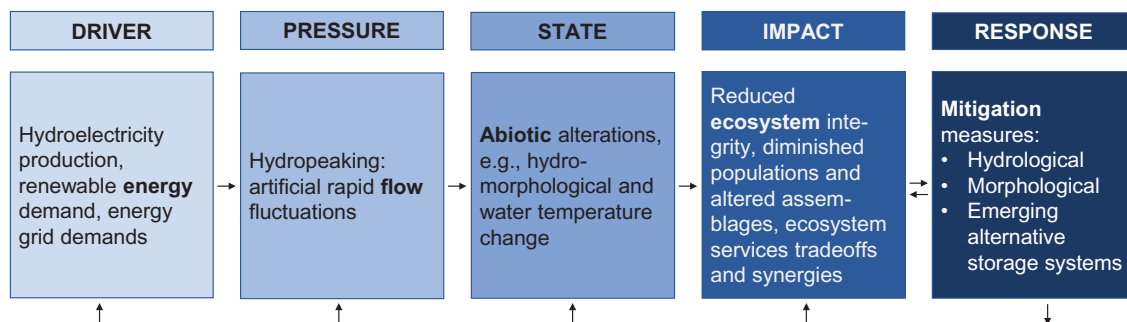 DRIVER
PRESSURE
STATE
IMPACT
RESPONSE
Hydroelectricity
production,
renewable energy
demand, energy
grid demands
Hydropeaking:
artificial rapid flow
fluctuations
Abiotic alterations,
e.g., hydro-
morphological and
water temperature
change
Reduced
ecosystem inte-
grity, diminished
populations and
altered assem-
blages, ecosystem
services tradeoffs
and synergies
Mitigation
measures:
• Hydrological
• Morphological
• Emerging
alternative
storage systems